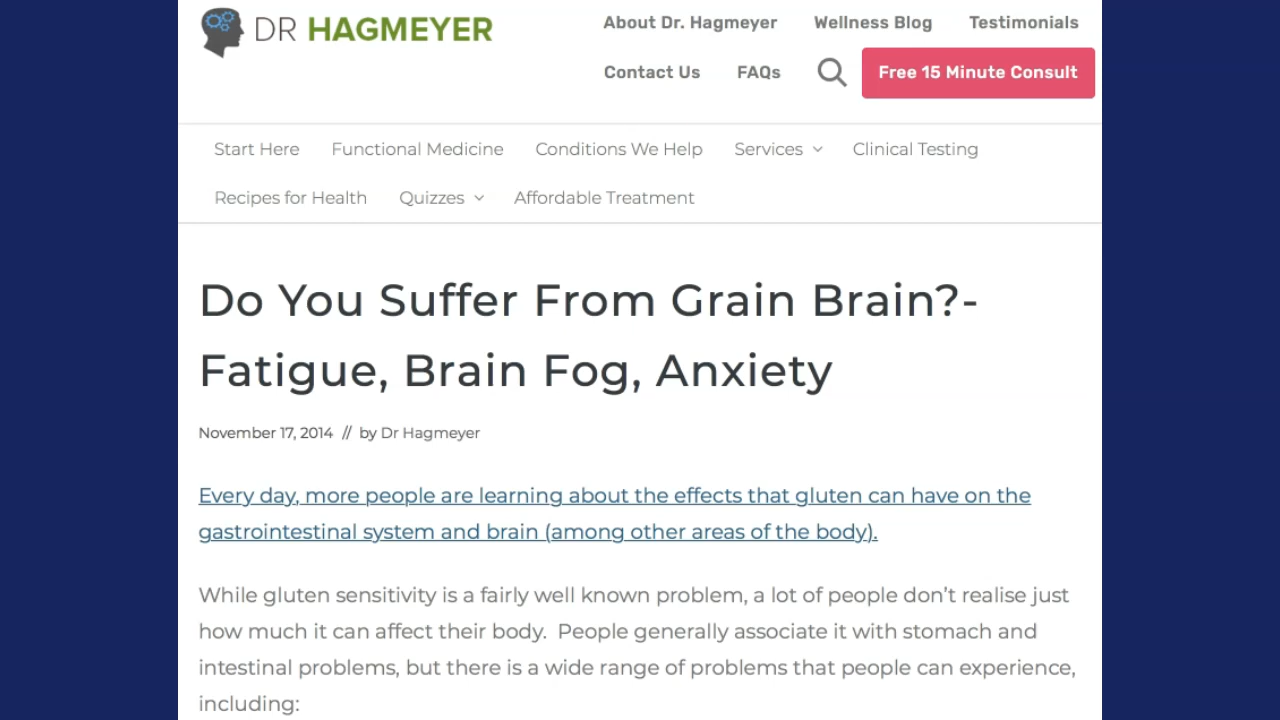 DR HAGMEYER
About Dr. Hagmeyer Wellness Blog Testimonials
Contact Us FAQs Free 15 Minute Consult
Start Here Functional Medicine Conditions We Help Services Clinical Testing
Recipes for Health Quizzes Affordable Treatment
Do You Suffer From Grain Brain?-
Fatigue, Brain Fog, Anxiety
November 17, 2014 // by Dr Hagmeyer
Every day, more people are learning about the effects that gluten can have on the
gastrointestinal system and brain (among other areas of the body).
While gluten sensitivity is a fairly well known problem, a lot of people don’t realise just
how much it can affect their body. People generally associate it with stomach and
intestinal problems, but there is a wide range of problems that people can experience,
including: